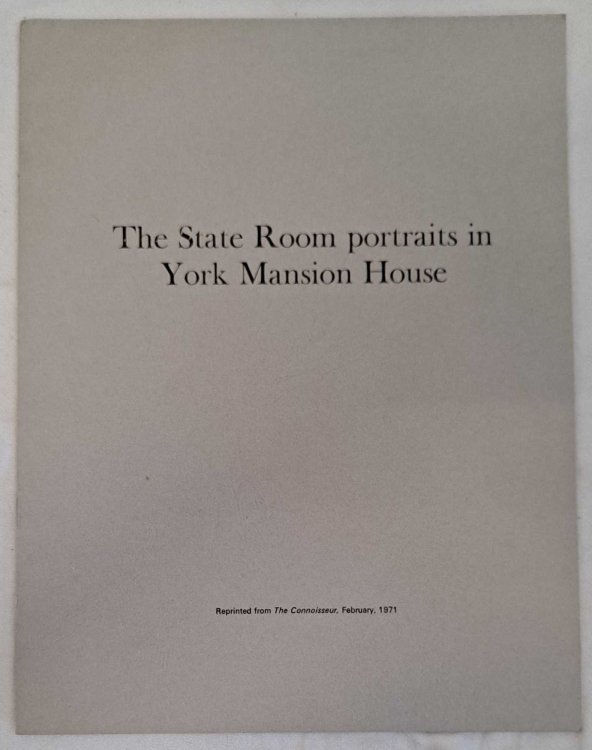 The State Room portraits in
York Mansion House
Reprinted from The Connoisseur, February, 1971